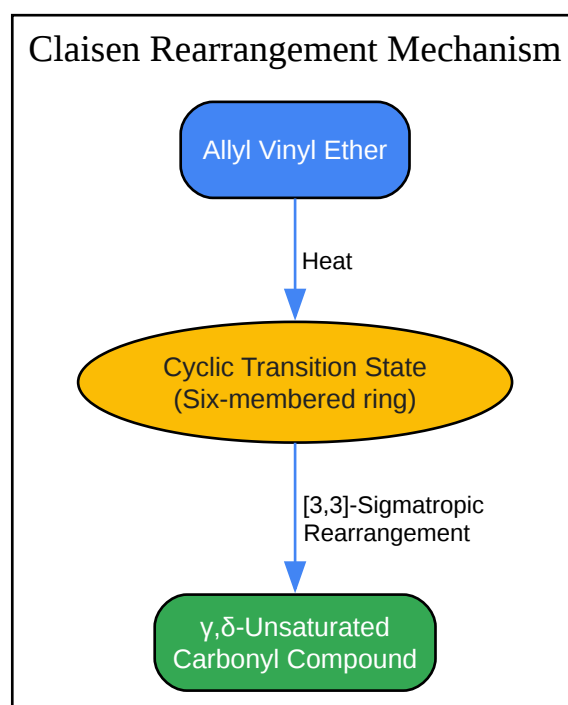 Claisen Rearrangement Mechanism
Allyl Vinyl Ether
Heat
Cyclic Transition State
(Six-membered ring)
[3,3]-Sigmatropic
Rearrangement
γ,δ-Unsaturated
Carbonyl Compound